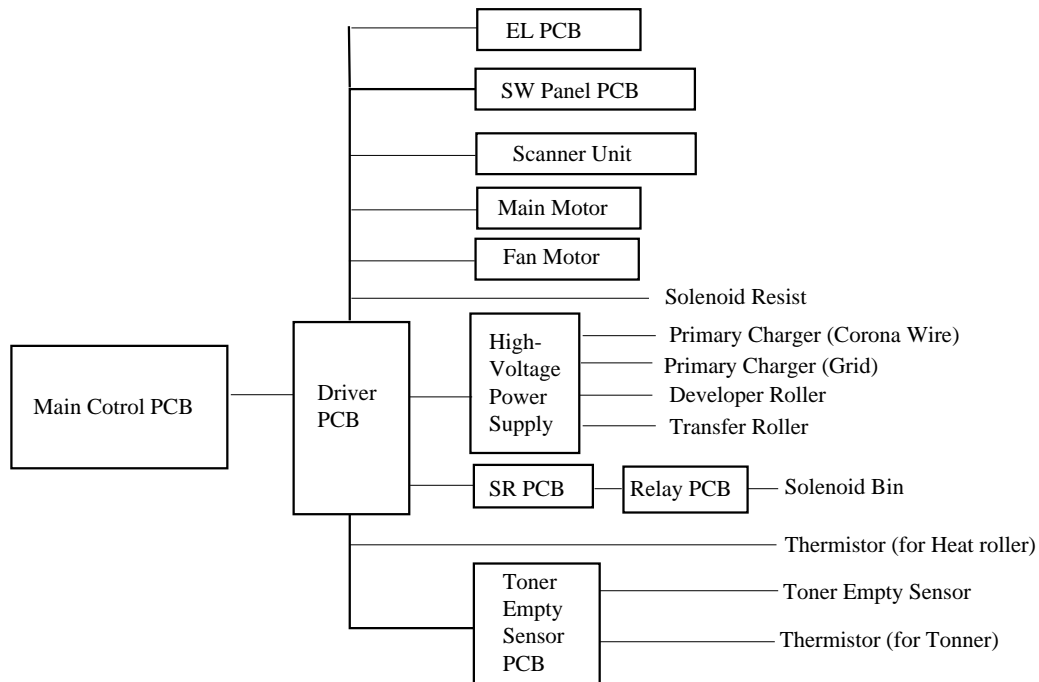 EL PCB
SW Panel PCB
Scanner Unit
Main Motor
Fan Motor
Solenoid Resist
Main Cotrol PCB
Driver
PCB
High-
Voltage
Power
Supply
Primary Charger (Corona Wire)
Primary Charger (Grid)
Developer Roller
Transfer Roller
SR PCB
Relay PCB
Solenoid Bin
Thermistor (for Heat roller)
Toner
Empty
Sensor
PCB
Toner Empty Sensor
Thermistor (for Tonner)